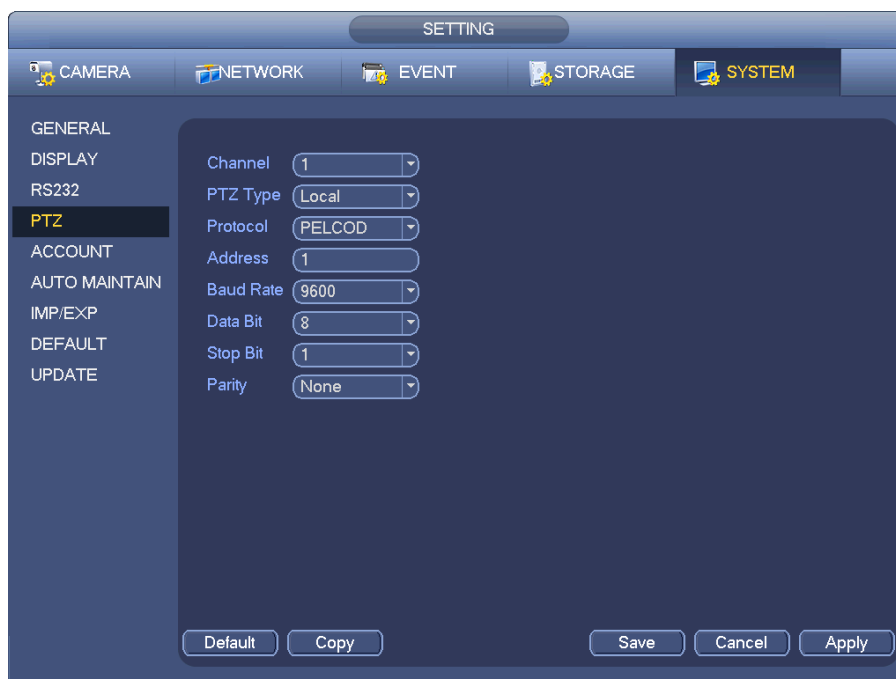 SETTING
CAMERA NETWORK EVENT STORAGE SYSTEM
GENERAL
DISPLAY
RS232
PTZ
ACCOUNT
AUTO MAINTAIN
IMP/EXP
DEFAULT
UPDATE
Channel 1
PTZ Type Local
Protocol PELCOD
Address 1
Baud Rate 9600
Data Bit 8
Stop Bit 1
Parity None
Default Copy Save Cancel Apply